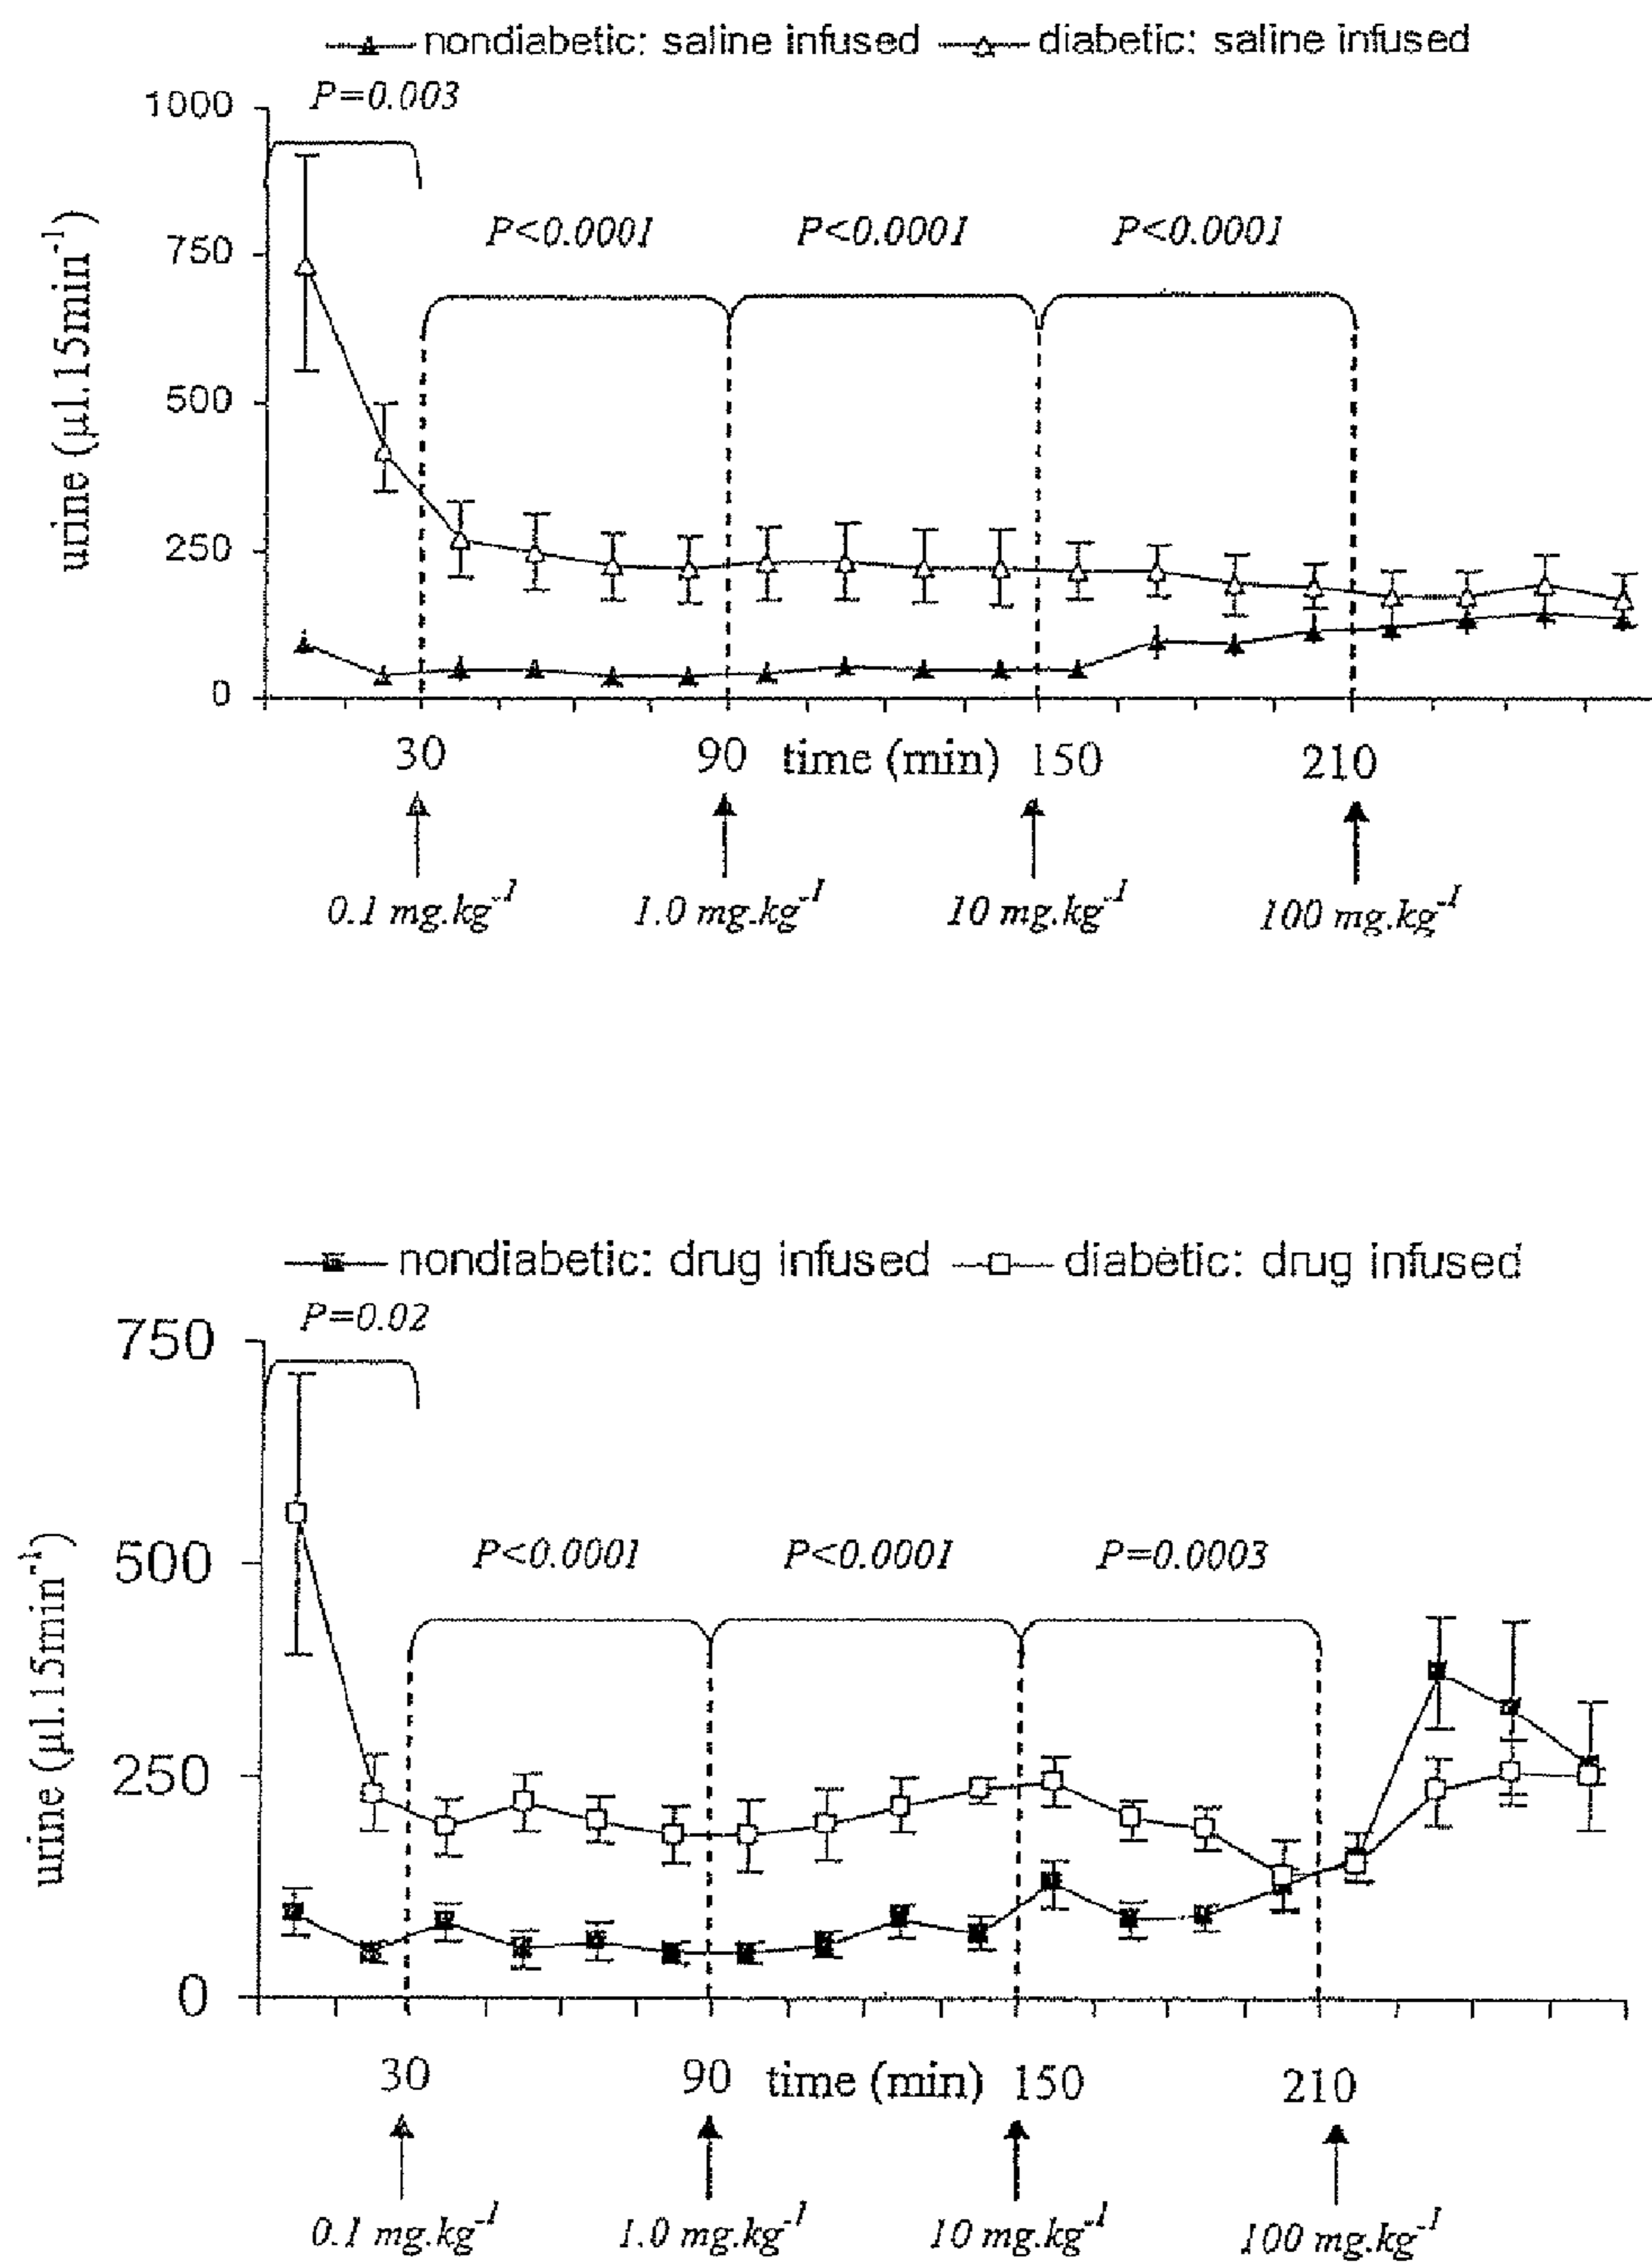 nondiabetic: saline infused diabetic: saline infused
P=0.003
1000
P<0.0001 P<0.0001 P<0.0001
750
500
250
0
urine (µl.15min⁻¹)
30 90 time (min) 150 210
0.1 mg.kg⁻¹ 1.0 mg.kg⁻¹ 10 mg.kg⁻¹ 100 mg.kg⁻¹
nondiabetic: drug infused diabetic: drug infused
P=0.02
750
P<0.0001 P<0.0001 P=0.0003
500
250
0
urine (µl.15min⁻¹)
30 90 time (min) 150 210
0.1 mg.kg⁻¹ 1.0 mg.kg⁻¹ 10 mg.kg⁻¹ 100 mg.kg⁻¹